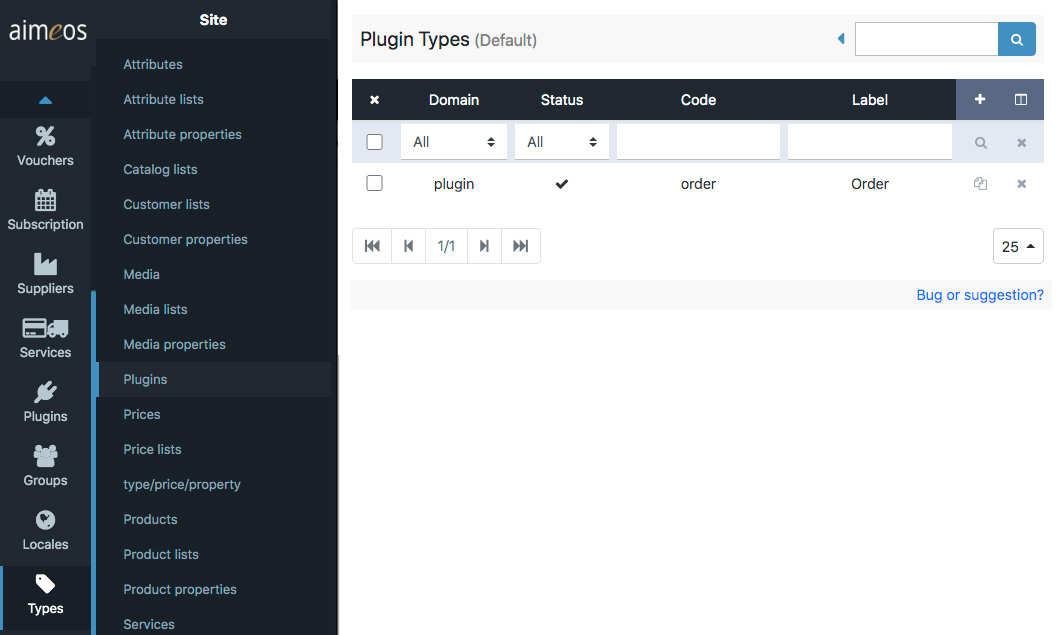 aimeos
Vouchers
Subscription
Suppliers
Services
Plugins
Groups
Locales
Types
Site
Attributes
Attribute lists
Attribute properties
Catalog lists
Customer lists
Customer properties
Media
Media lists
Media properties
Plugins
Prices
Price lists
type/price/property
Products
Product lists
Product properties
Services
Plugin Types (Default)
Domain Status Code Label
All All
plugin order Order
1/1
25
Bug or suggestion?